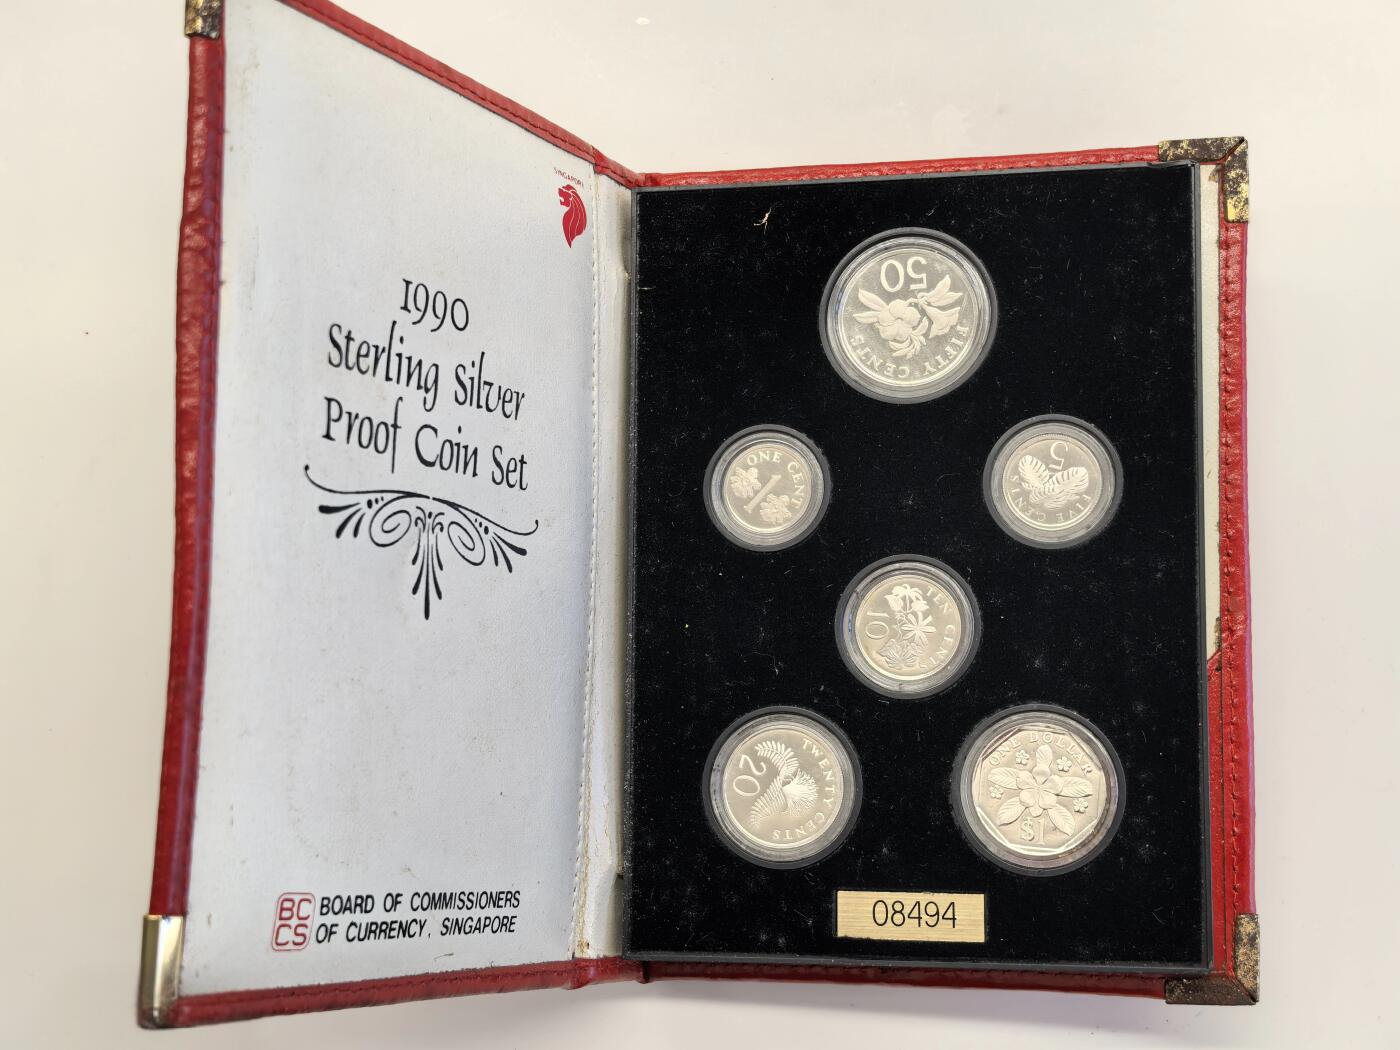 SINGAPORE
1990
Sterling Silver
Proof Coin Set
BC
CS
BOARD OF COMMISSIONERS
OF CURRENCY, SINGAPORE
50
FIFTY CENTS
ONE CENT
1
5
FIVE CENTS
10
TEN CENTS
20
TWENTY CENTS
ONE DOLLAR
$1
08494